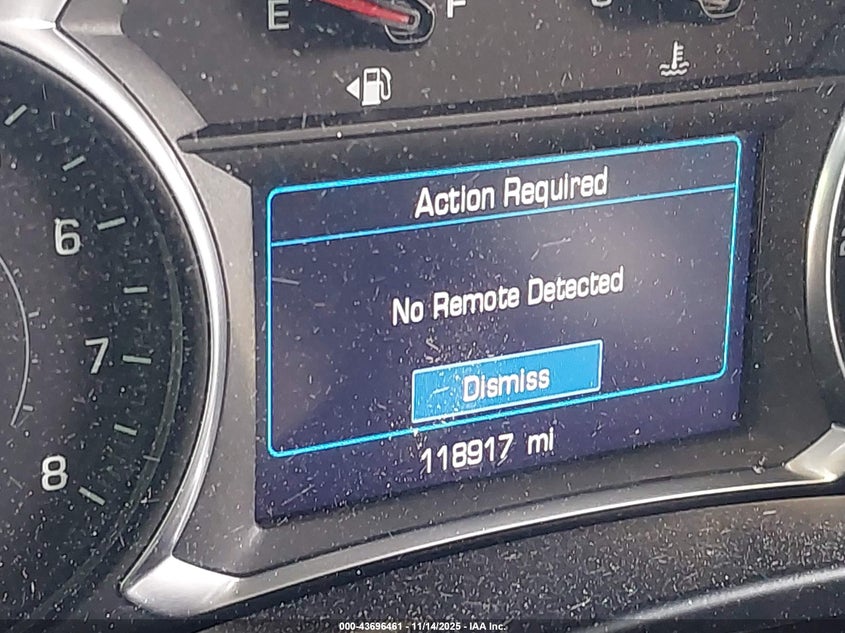 E F
6
7
8
Action Required
No Remote Detected
Dismiss
118917 mi
000-43696461 - 11/14/2025 - IAA Inc.